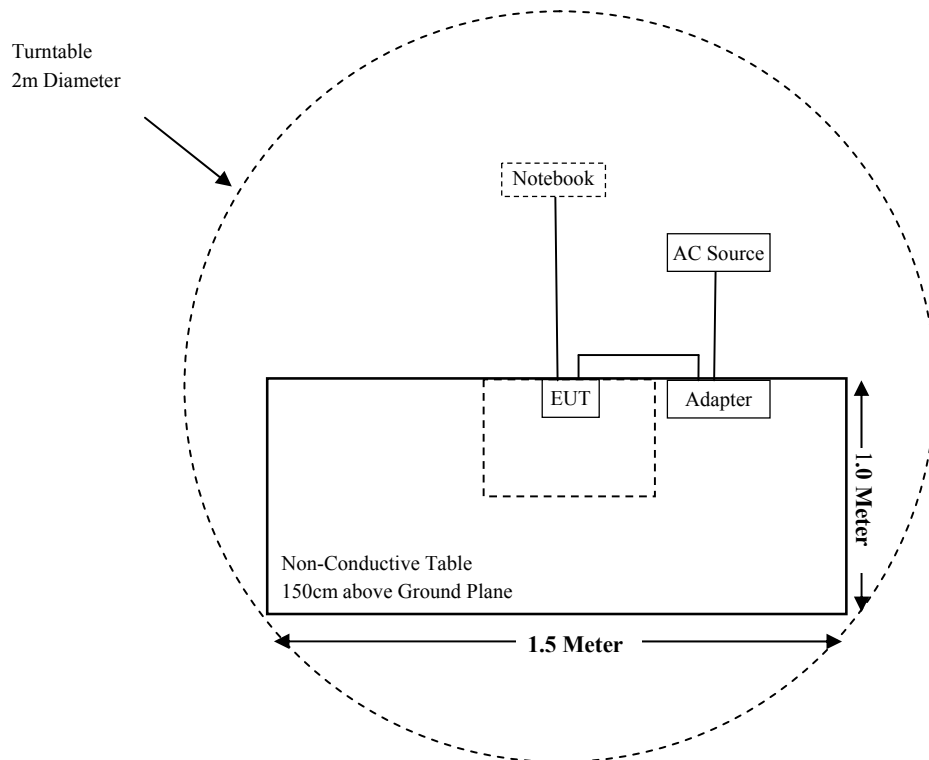 Turntable
2m Diameter
Notebook
AC Source
EUT
Adapter
1.0 Meter
Non-Conductive Table
150cm above Ground Plane
1.5 Meter